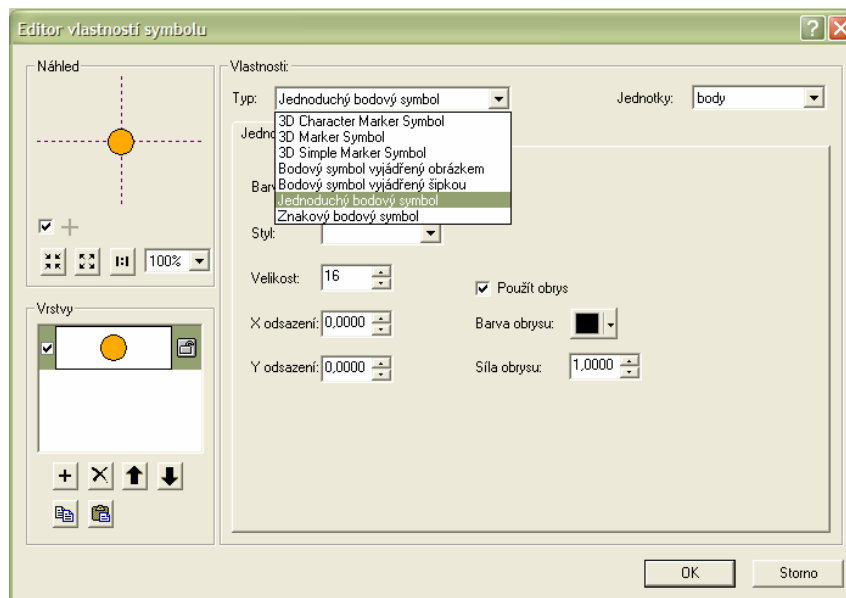 Editor vlastností symbolu
Náhled
100%
Vrstvy
Vlastnosti:
Typ: Jednoduchý bodový symbol
Jednotky: body
3D Character Marker Symbol
3D Marker Symbol
3D Simple Marker Symbol
Bodový symbol vyjádřený obrázkem
Bodový symbol vyjádřený šipkou
Jednoduchý bodový symbol
Znakový bodový symbol
Styl:
Velikost: 16
Použít obrys
X odsazení: 0,0000
Barva obrysu:
Y odsazení: 0,0000
Síla obrysu: 1,0000
OK
Storno